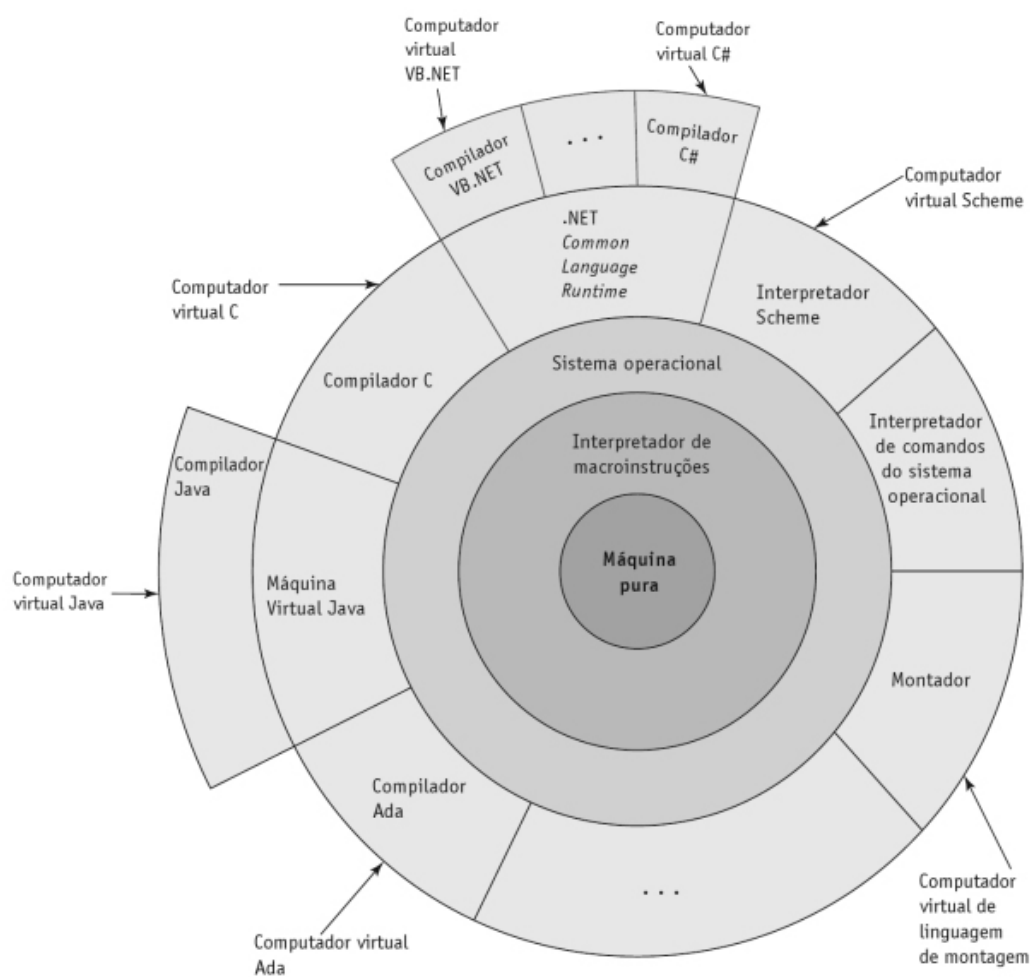 Computador
virtual
VB.NET
Computador
virtual C#
Compilador
VB.NET
...
Compilador
C#
Computador
virtual Scheme
.NET
Common
Language
Runtime
Computador
virtual C
Interpretador
Scheme
Sistema operacional
Compilador C
Interpretador
de comandos
do sistema
operacional
Interpretador de
macroinstruções
Compilador
Java
Máquina
pura
Computador
virtual Java
Máquina
Virtual Java
Montador
Compilador
Ada
...
Computador virtual
Ada
Computador
virtual de
linguagem
de montagem